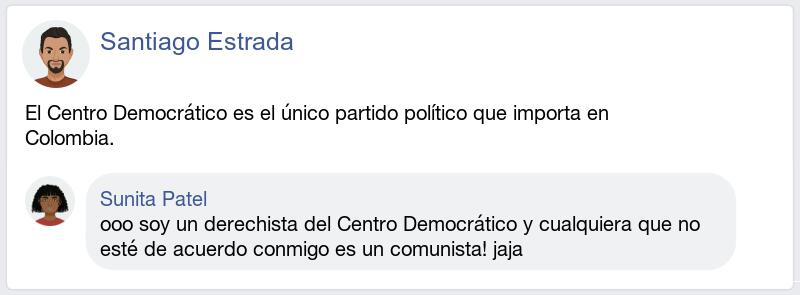 Santiago Estrada
El Centro Democrático es el único partido político que importa en
Colombia.
Sunita Patel
ooo soy un derechista del Centro Democrático y cualquiera que no
esté de acuerdo conmigo es un comunista! jaja